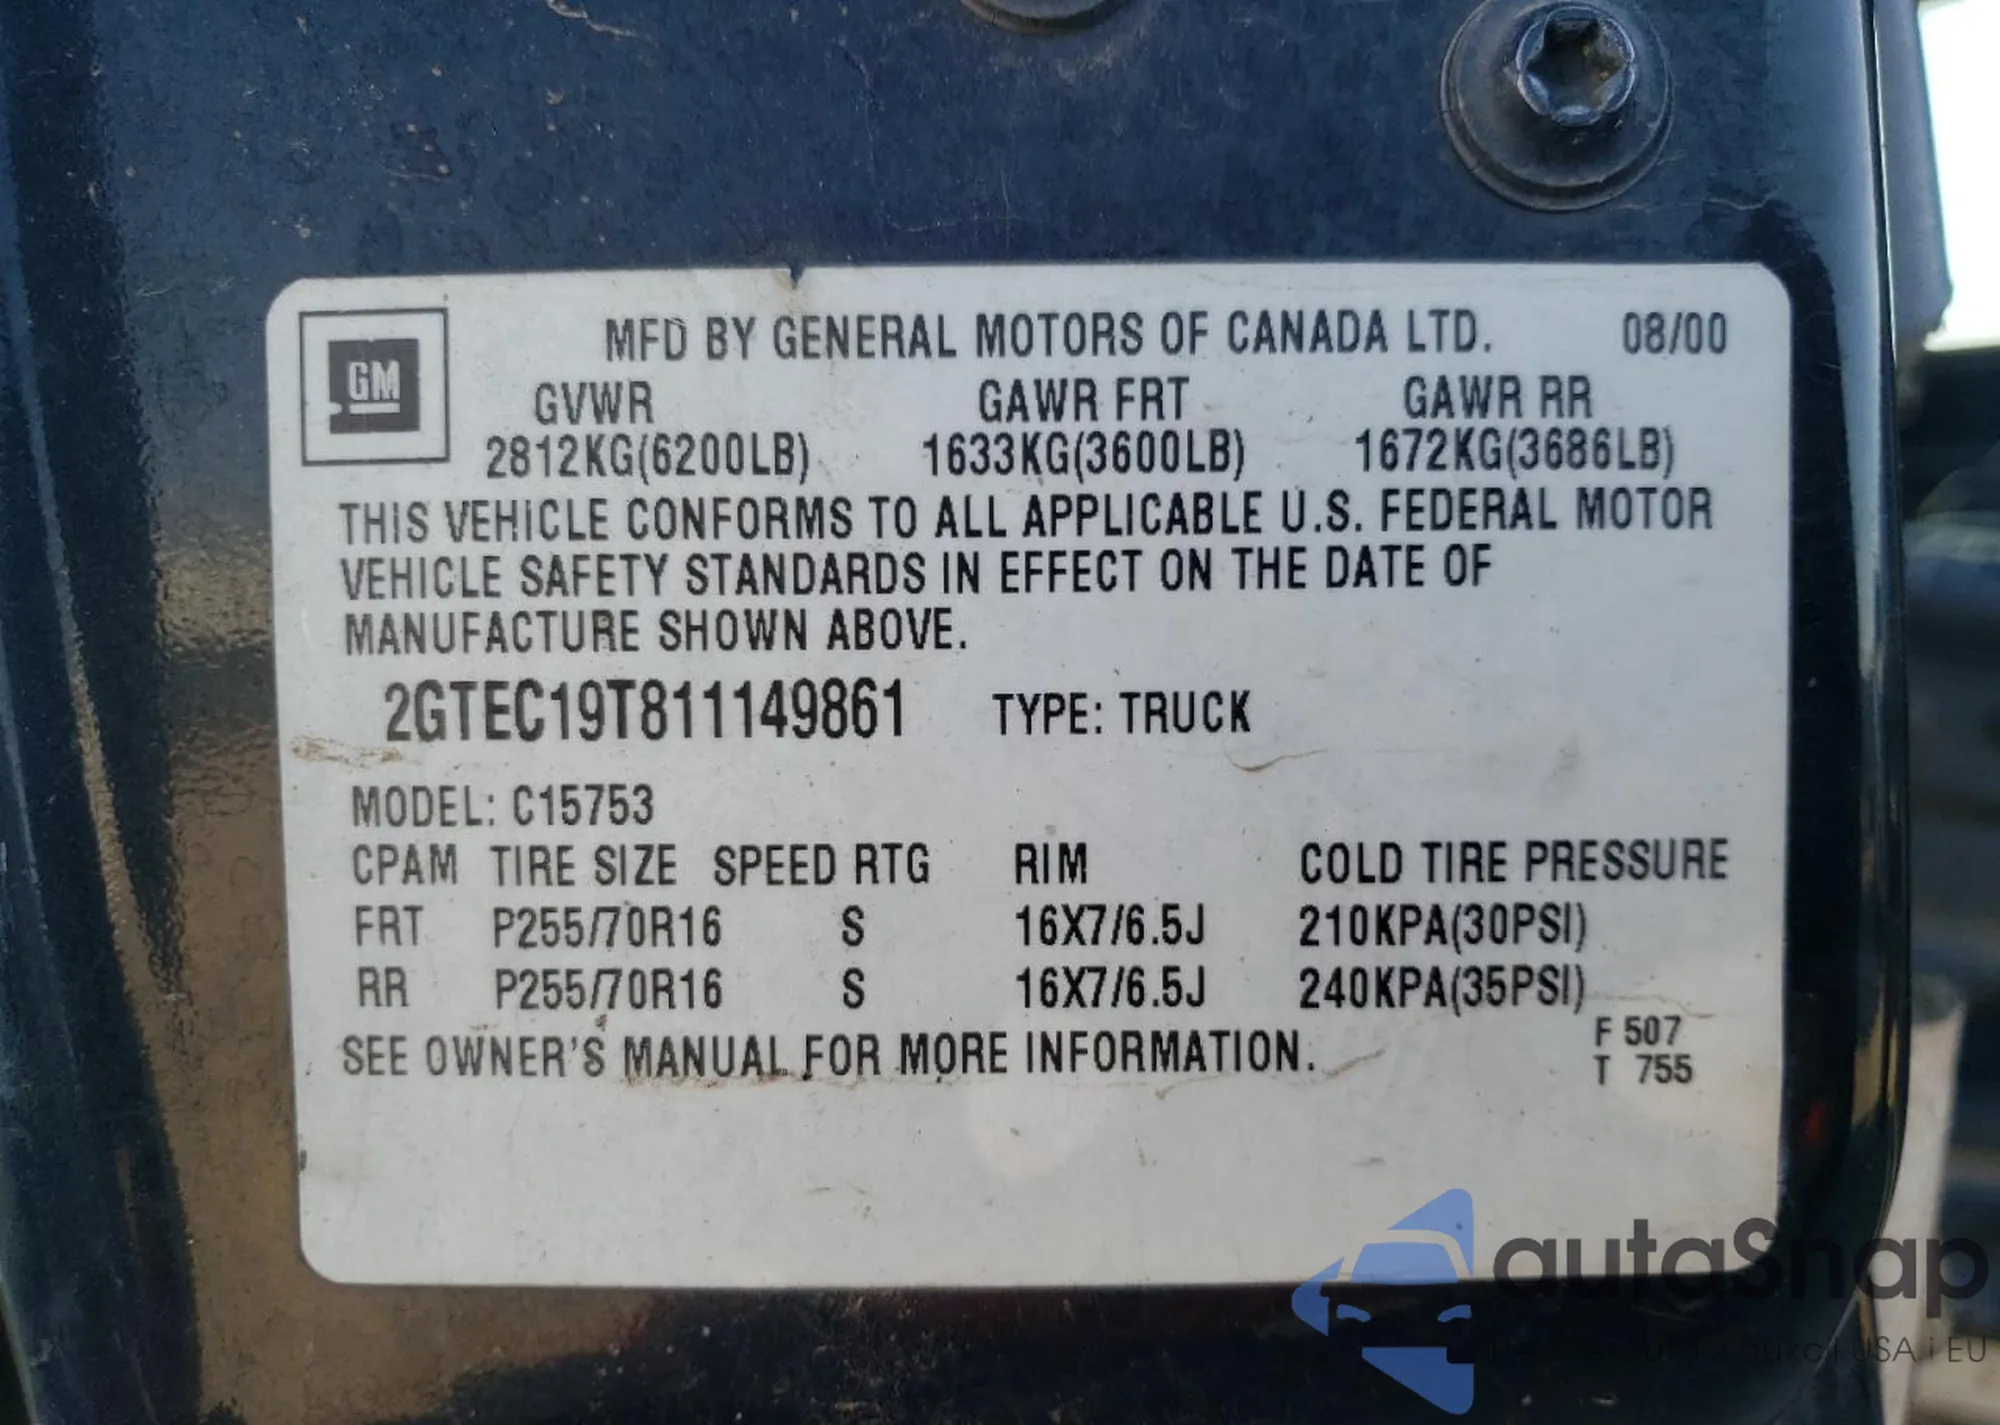 MFD BY GENERAL MOTORS OF CANADA LTD. 08/00
GM
GVWR GAWR FRT GAWR RR
2812KG(6200LB) 1633KG(3600LB) 1672KG(3686LB)
THIS VEHICLE CONFORMS TO ALL APPLICABLE U.S. FEDERAL MOTOR
VEHICLE SAFETY STANDARDS IN EFFECT ON THE DATE OF
MANUFACTURE SHOWN ABOVE.
2GTEC19T811149861 TYPE: TRUCK
MODEL: C15753
CPAM TIRE SIZE SPEED RTG RIM COLD TIRE PRESSURE
FRT P255/70R16 S 16X7/6.5J 210KPA(30PSI)
RR P255/70R16 S 16X7/6.5J 240KPA(35PSI)
SEE OWNER'S MANUAL FOR MORE INFORMATION.
F 507
T 755
autaSnap
USA i EU